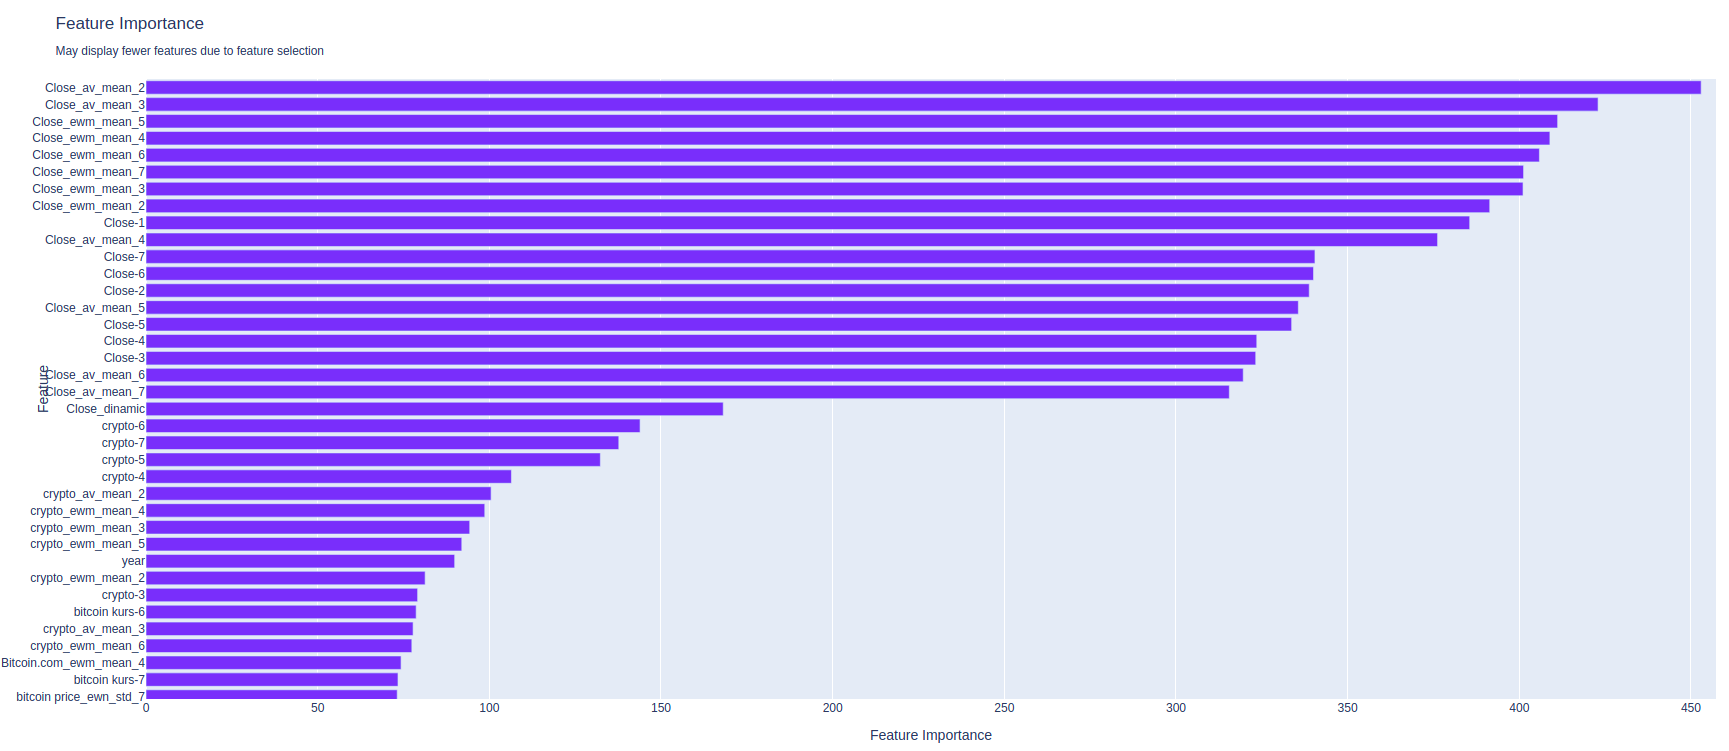 Feature Importance
May display fewer features due to feature selection
Close_av_mean_2
Close_av_mean_3
Close_ewm_mean_5
Close_ewm_mean_4
Close_ewm_mean_6
Close_ewm_mean_7
Close_ewm_mean_3
Close_ewm_mean_2
Close-1
Close_av_mean_4
Close-7
Close-6
Close-2
Close_av_mean_5
Close-5
Close-4
Close-3
Close_av_mean_6
Close_av_mean_7
Close_dinamic
crypto-6
crypto-7
crypto-5
crypto-4
crypto_av_mean_2
crypto_ewm_mean_4
crypto_ewm_mean_3
crypto_ewm_mean_5
year
crypto_ewm_mean_2
crypto-3
bitcoin kurs-6
crypto_av_mean_3
crypto_ewm_mean_6
Bitcoin.com_ewm_mean_4
bitcoin kurs-7
bitcoin price_ewn_std_7
Feature
0 50 100 150 200 250 300 350 400 450
Feature Importance